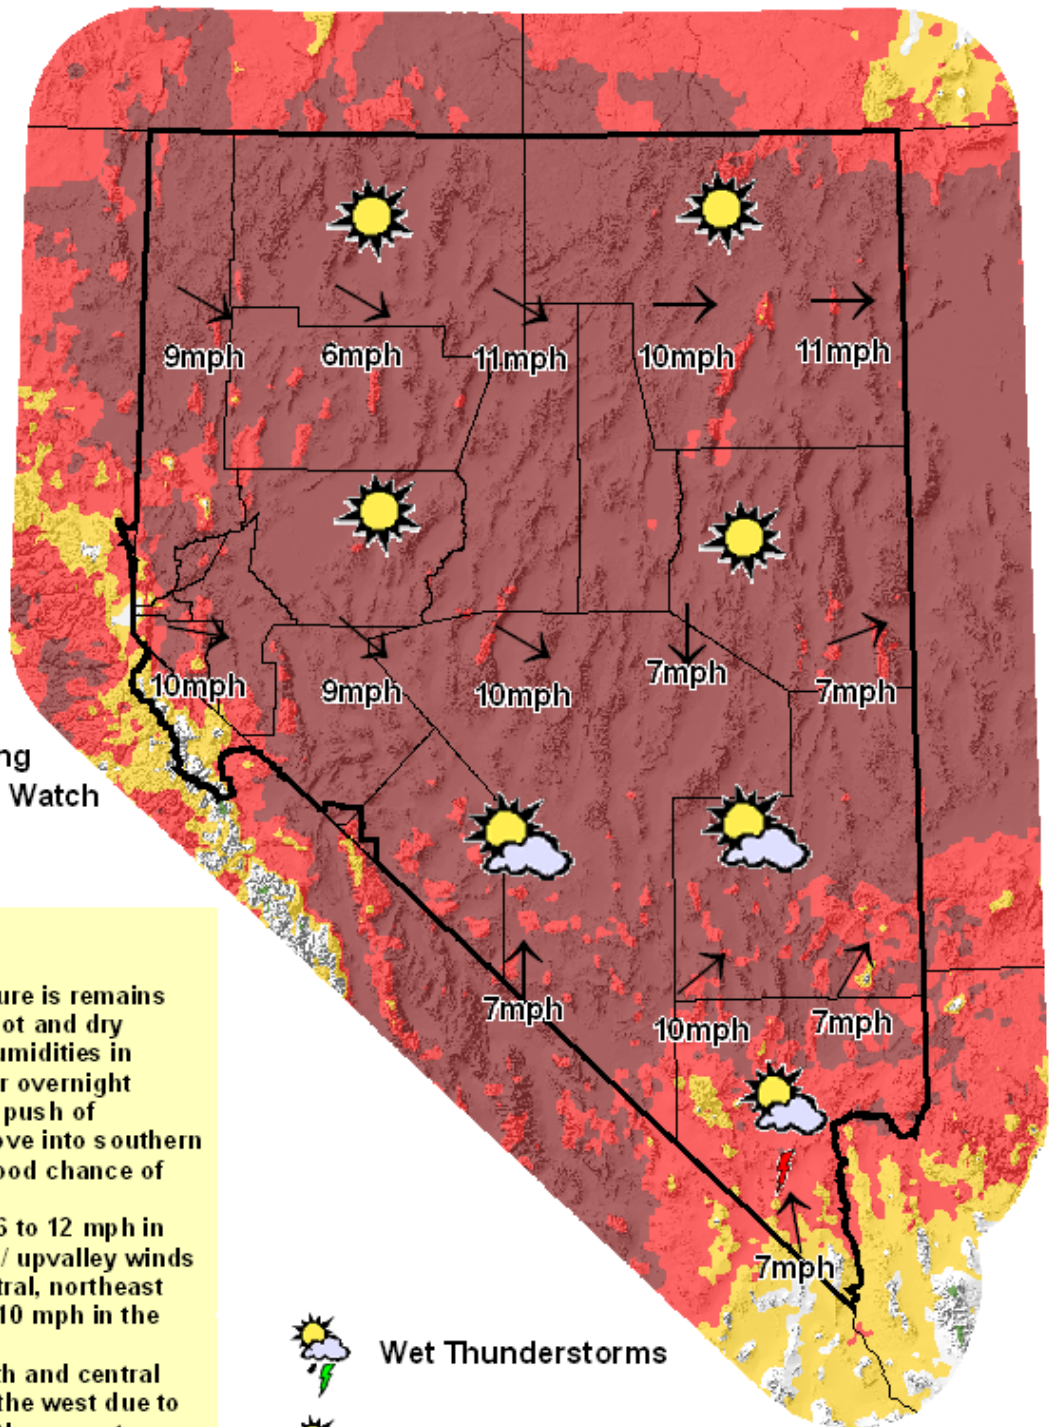 9mph
6mph
11mph
10mph
11mph
10mph
9mph
10mph
7mph
7mph
ng
Watch
7mph
10mph
7mph
ure is remains
ot and dry
umidities in
r overnight
push of
ove into southern
ood chance of
6 to 12 mph in
/ upvalley winds
tral, northeast
10 mph in the
th and central
the west due to
7mph
Wet Thunderstorms